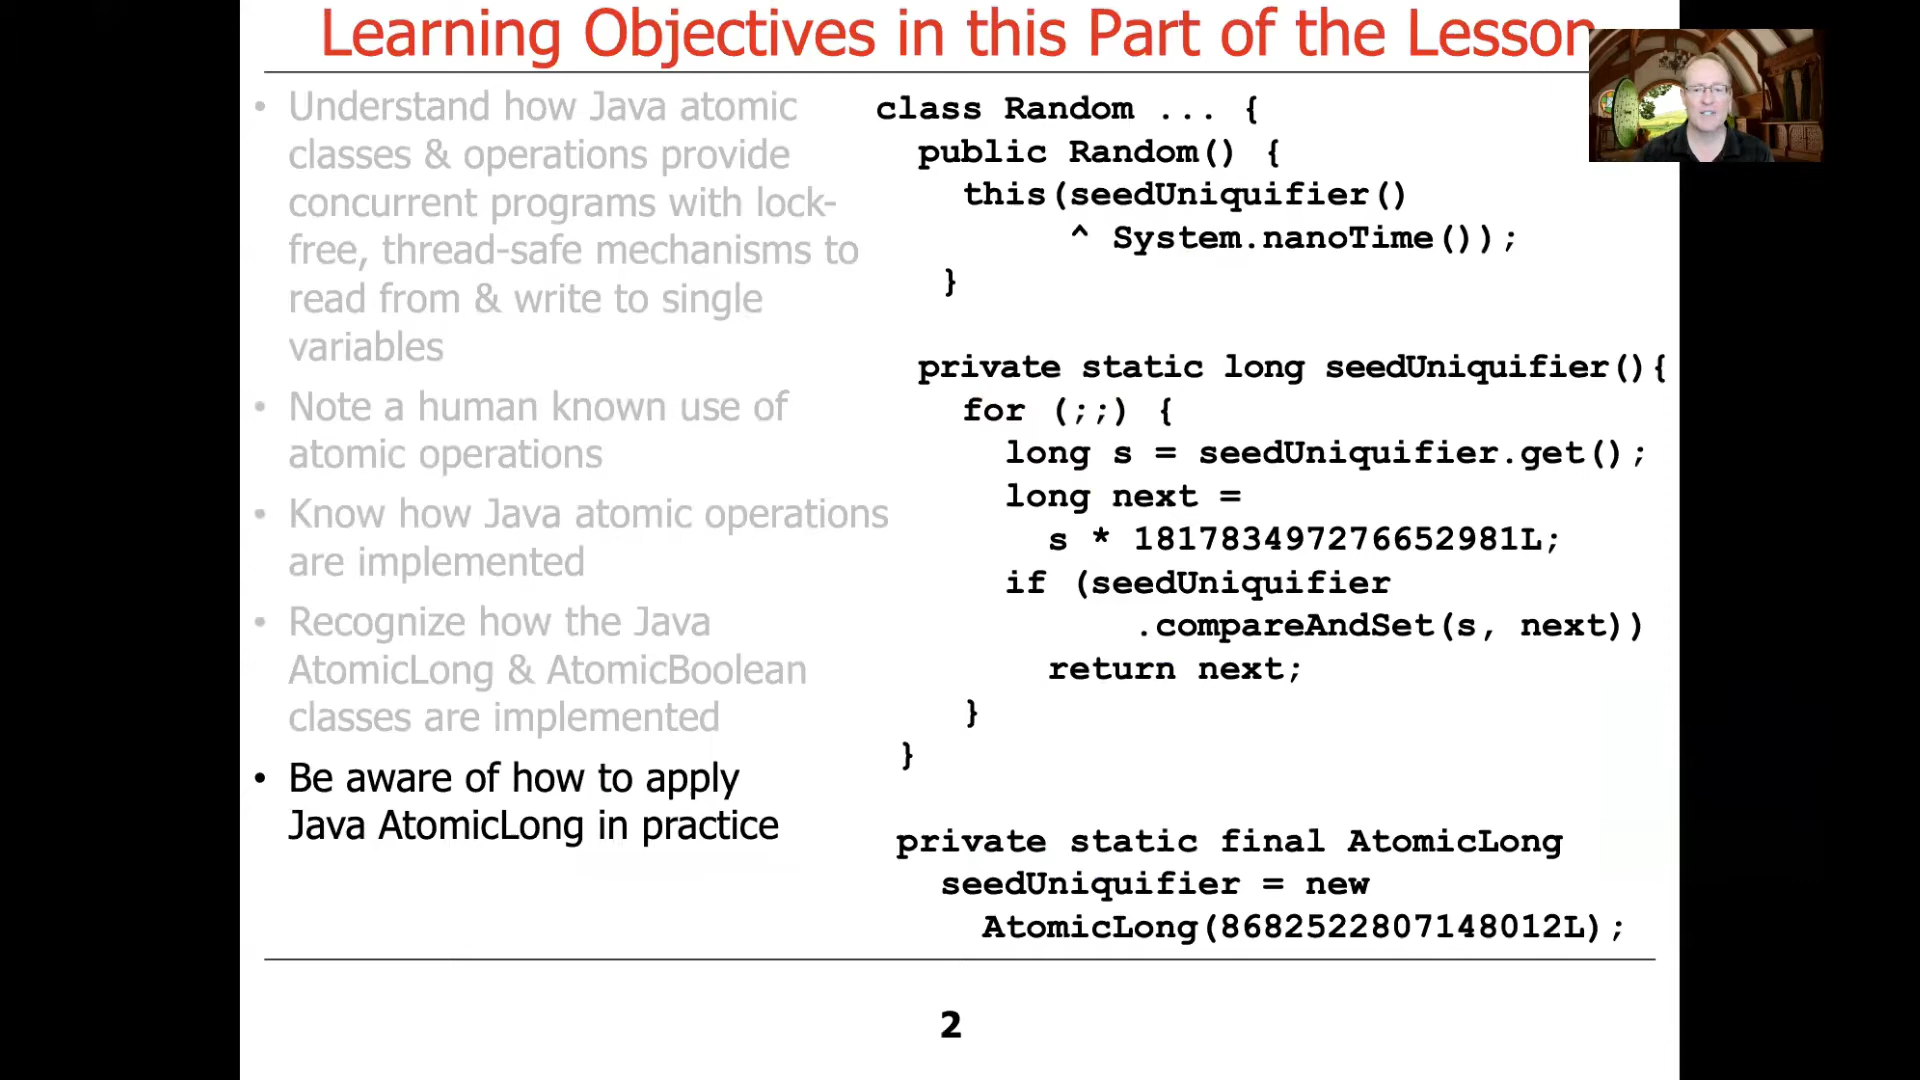 Learning Objectives in this Part of the Lesson
• Understand how Java atomic
classes & operations provide
concurrent programs with lock-
free, thread-safe mechanisms to
read from & write to single
variables
• Note a human known use of
atomic operations
• Know how Java atomic operations
are implemented
• Recognize how the Java
AtomicLong & AtomicBoolean
classes are implemented
• Be aware of how to apply
Java AtomicLong in practice
class Random ... {
public Random() {
this(seedUniquifier()
^ System.nanoTime());
}
private static long seedUniquifier(){
for (;;) {
long s = seedUniquifier.get();
long next =
s * 181783497276652981L;
if (seedUniquifier
.compareAndSet(s, next))
return next;
}
}
private static final AtomicLong
seedUniquifier = new
AtomicLong(8682522807148012L);
2